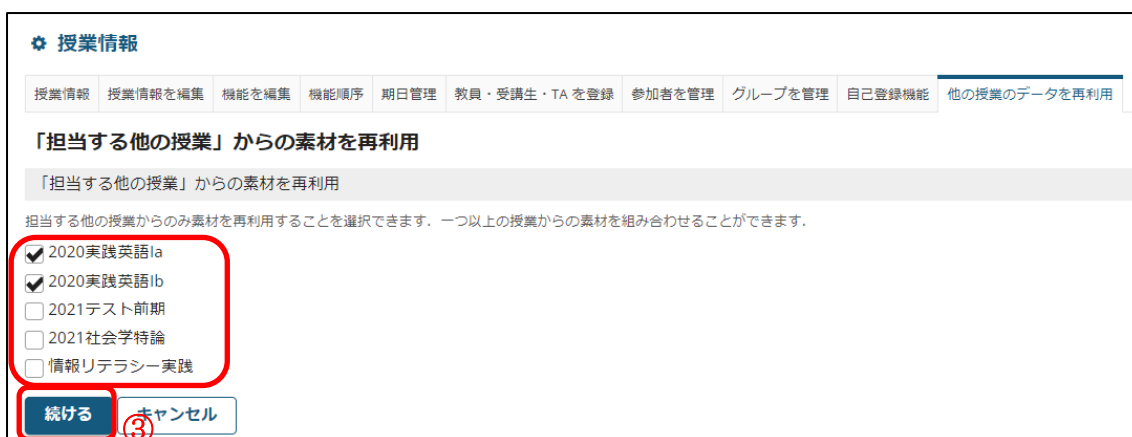 授業情報
授業情報 授業情報を編集 機能を編集 機能順序 期日管理 教員・受講生・TA を登録 参加者を管理 グループを管理 自己登録機能 他の授業のデータを再利用
「担当する他の授業」からの素材を再利用
「担当する他の授業」からの素材を再利用
担当する他の授業からのみ素材を再利用することを選択できます．一つ以上の授業からの素材を組み合わせることができます．
2020実践英語Ia
2020実践英語Ib
2021テスト前期
2021社会学特論
情報リテラシー実践
続ける キャンセル
③